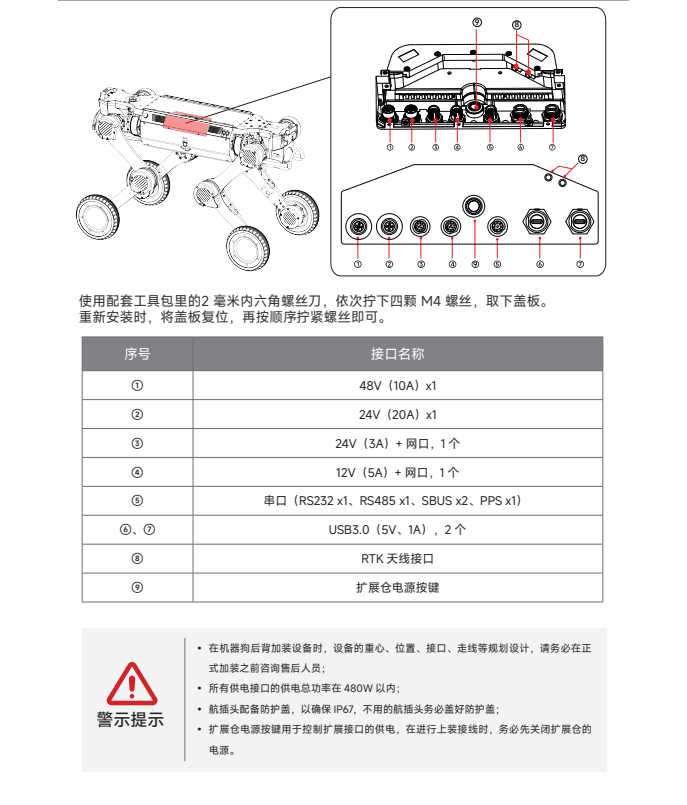 ⑨ ⑧
① ② ③ ④ ⑤ ⑥ ⑦
⑧
① ② ③ ④ ⑨ ⑤ ⑥ ⑦
使用配套工具包里的2 毫米内六角螺丝刀，依次拧下四颗 M4 螺丝，取下盖板。
重新安装时，将盖板复位，再按顺序拧紧螺丝即可。
序号 接口名称
① 48V（10A）x1
② 24V（20A）x1
③ 24V（3A）+ 网口，1 个
④ 12V（5A）+ 网口，1 个
⑤ 串口（RS232 x1、RS485 x1、SBUS x2、PPS x1）
⑥、⑦ USB3.0（5V、1A），2 个
⑧ RTK 天线接口
⑨ 扩展仓电源按键
• 在机器狗后背加装设备时，设备的重心、位置、接口、走线等规划设计，请务必在正
式加装之前咨询售后人员；
• 所有供电接口的供电总功率在 480W 以内；
• 航插头配备防护盖，以确保 IP67，不用的航插头务必盖好防护盖；
• 扩展仓电源按键用于控制扩展接口的供电，在进行上装接线时，务必先关闭扩展仓的
电源。
警示提示